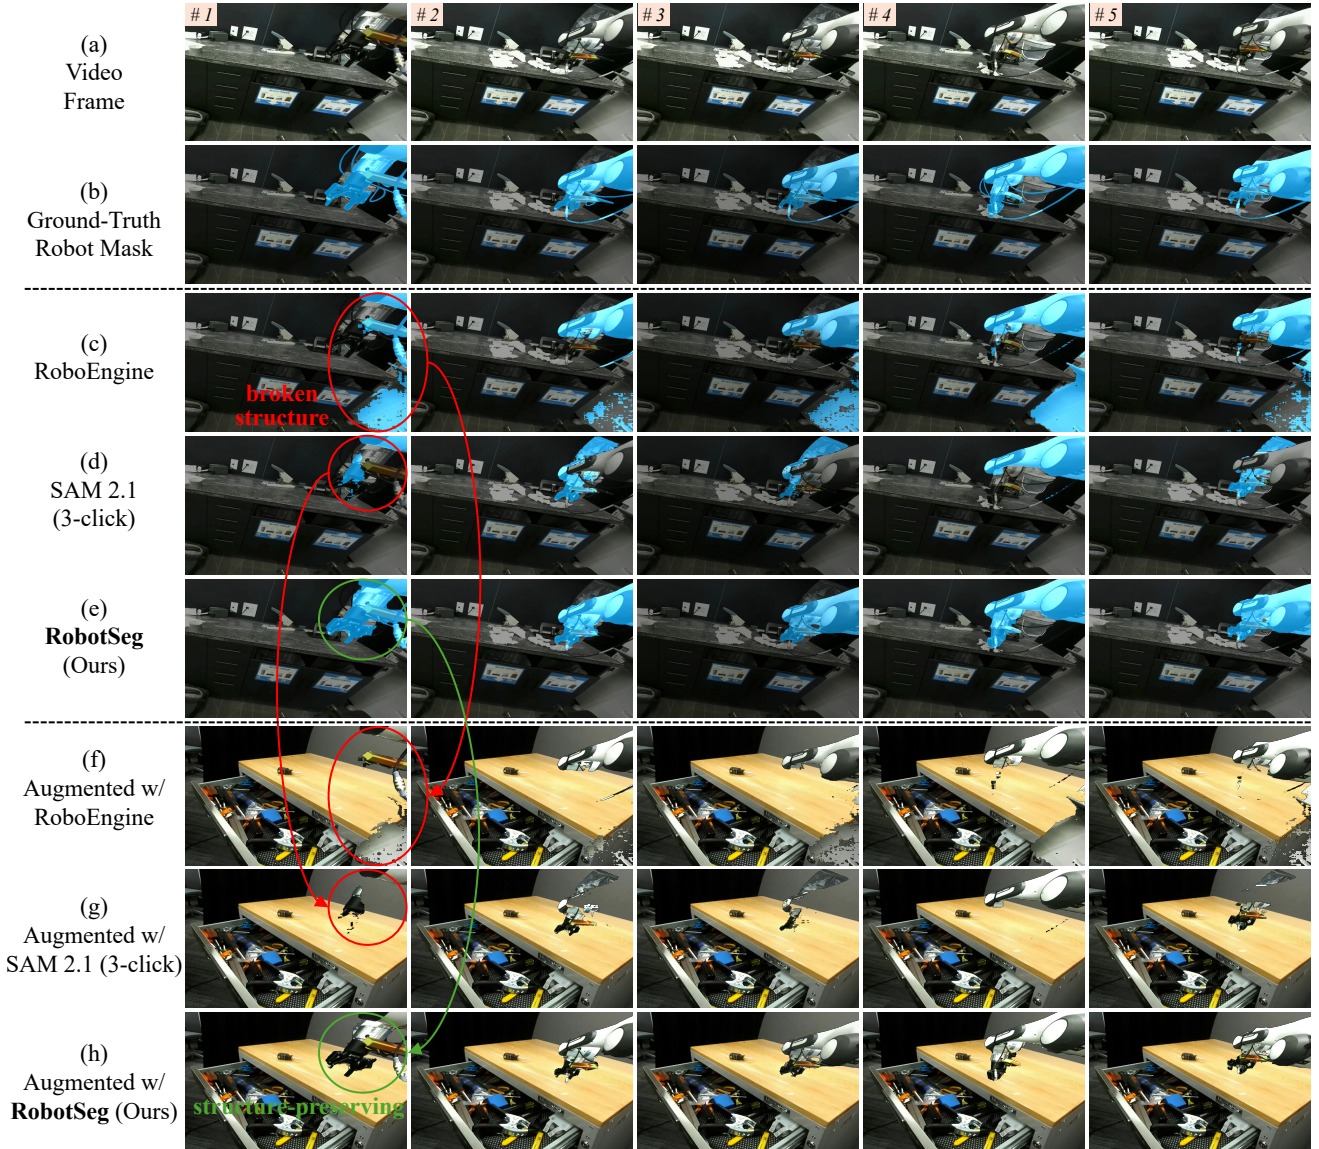 # 1
# 2
# 3
# 4
# 5
(a)
Video
Frame
(b)
Ground-Truth
Robot Mask
(c)
RoboEngine
broken
structure
(d)
SAM 2.1
(3-click)
(e)
RobotSeg
(Ours)
(f)
Augmented w/
RoboEngine
(g)
Augmented w/
SAM 2.1 (3-click)
(h)
Augmented w/
RobotSeg (Ours)
structure-preserving